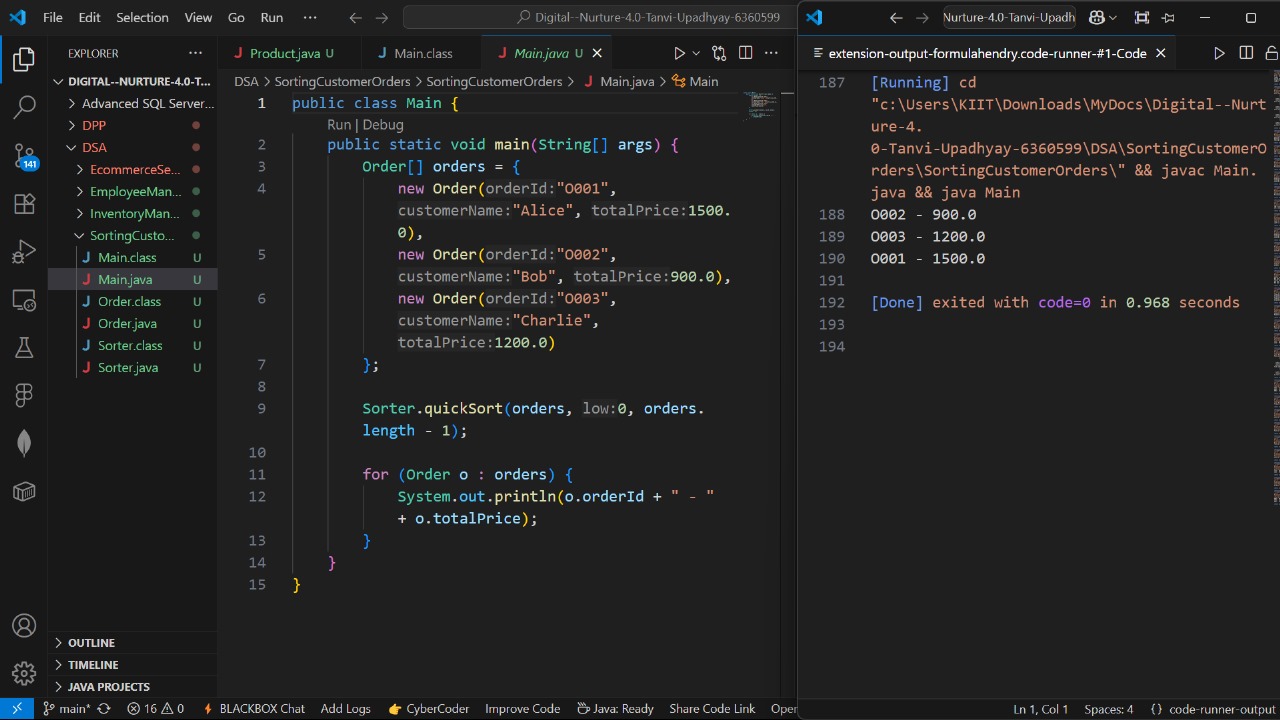 File Edit Selection View Go Run ··· Digital--Nurture-4.0-Tanvi-Upadhyay-6360599
EXPLORER
DIGITAL--NURTURE-4.0-T...
Advanced SQL Server...
DPP
DSA
EcommerceSe...
EmployeeMan...
InventoryMan...
SortingCusto...
Main.class U
Main.java U
Order.class U
Order.java U
Sorter.class U
Sorter.java U
OUTLINE
TIMELINE
JAVA PROJECTS
141
Product.java U Main.class Main.java U
DSA > SortingCustomerOrders > SortingCustomerOrders > Main.java > Main
1 public class Main {
Run | Debug
2 public static void main(String[] args) {
3 Order[] orders = {
4 new Order(orderId:"O001",
customerName:"Alice", totalPrice:1500.
0),
5 new Order(orderId:"O002",
customerName:"Bob", totalPrice:900.0),
6 new Order(orderId:"O003",
customerName:"Charlie",
totalPrice:1200.0)
7 };
8
9 Sorter.quickSort(orders, low:0, orders.
length - 1);
10
11 for (Order o : orders) {
12 System.out.println(o.orderId + " - "
+ o.totalPrice);
13 }
14 }
15 }
Nurture-4.0-Tanvi-Upadh
extension-output-formulahendry.code-runner-#1-Code
187 [Running] cd
"c:\Users\KIIT\Downloads\MyDocs\Digital--Nurt
ure-4.
0-Tanvi-Upadhyay-6360599\DSA\SortingCustomerO
rders\SortingCustomerOrders\" && javac Main.
java && java Main
188 O002 - 900.0
189 O003 - 1200.0
190 O001 - 1500.0
191
192 [Done] exited with code=0 in 0.968 seconds
193
194
main* 16 0 BLACKBOX Chat Add Logs CyberCoder Improve Code Java: Ready Share Code Link Open
Ln 1, Col 1 Spaces: 4 {} code-runner-output